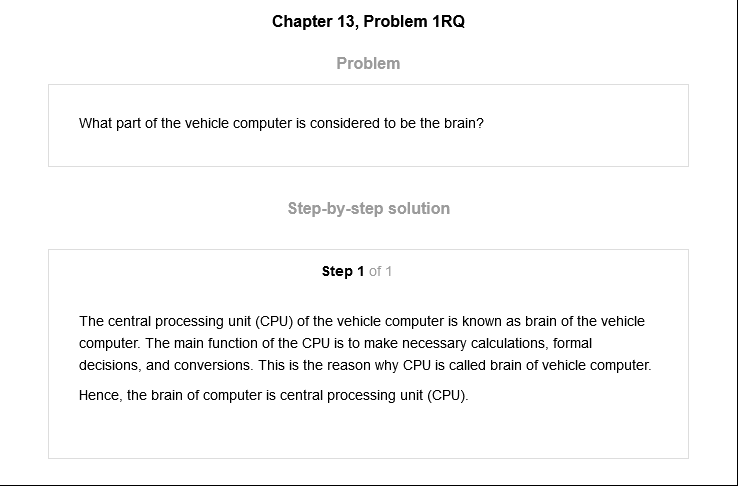 Chapter 13, Problem 1RQ
Problem
What part of the vehicle computer is considered to be the brain?
Step-by-step solution
Step 1 of 1
The central processing unit (CPU) of the vehicle computer is known as brain of the vehicle
computer. The main function of the CPU is to make necessary calculations, formal
decisions, and conversions. This is the reason why CPU is called brain of vehicle computer.
Hence, the brain of computer is central processing unit (CPU).